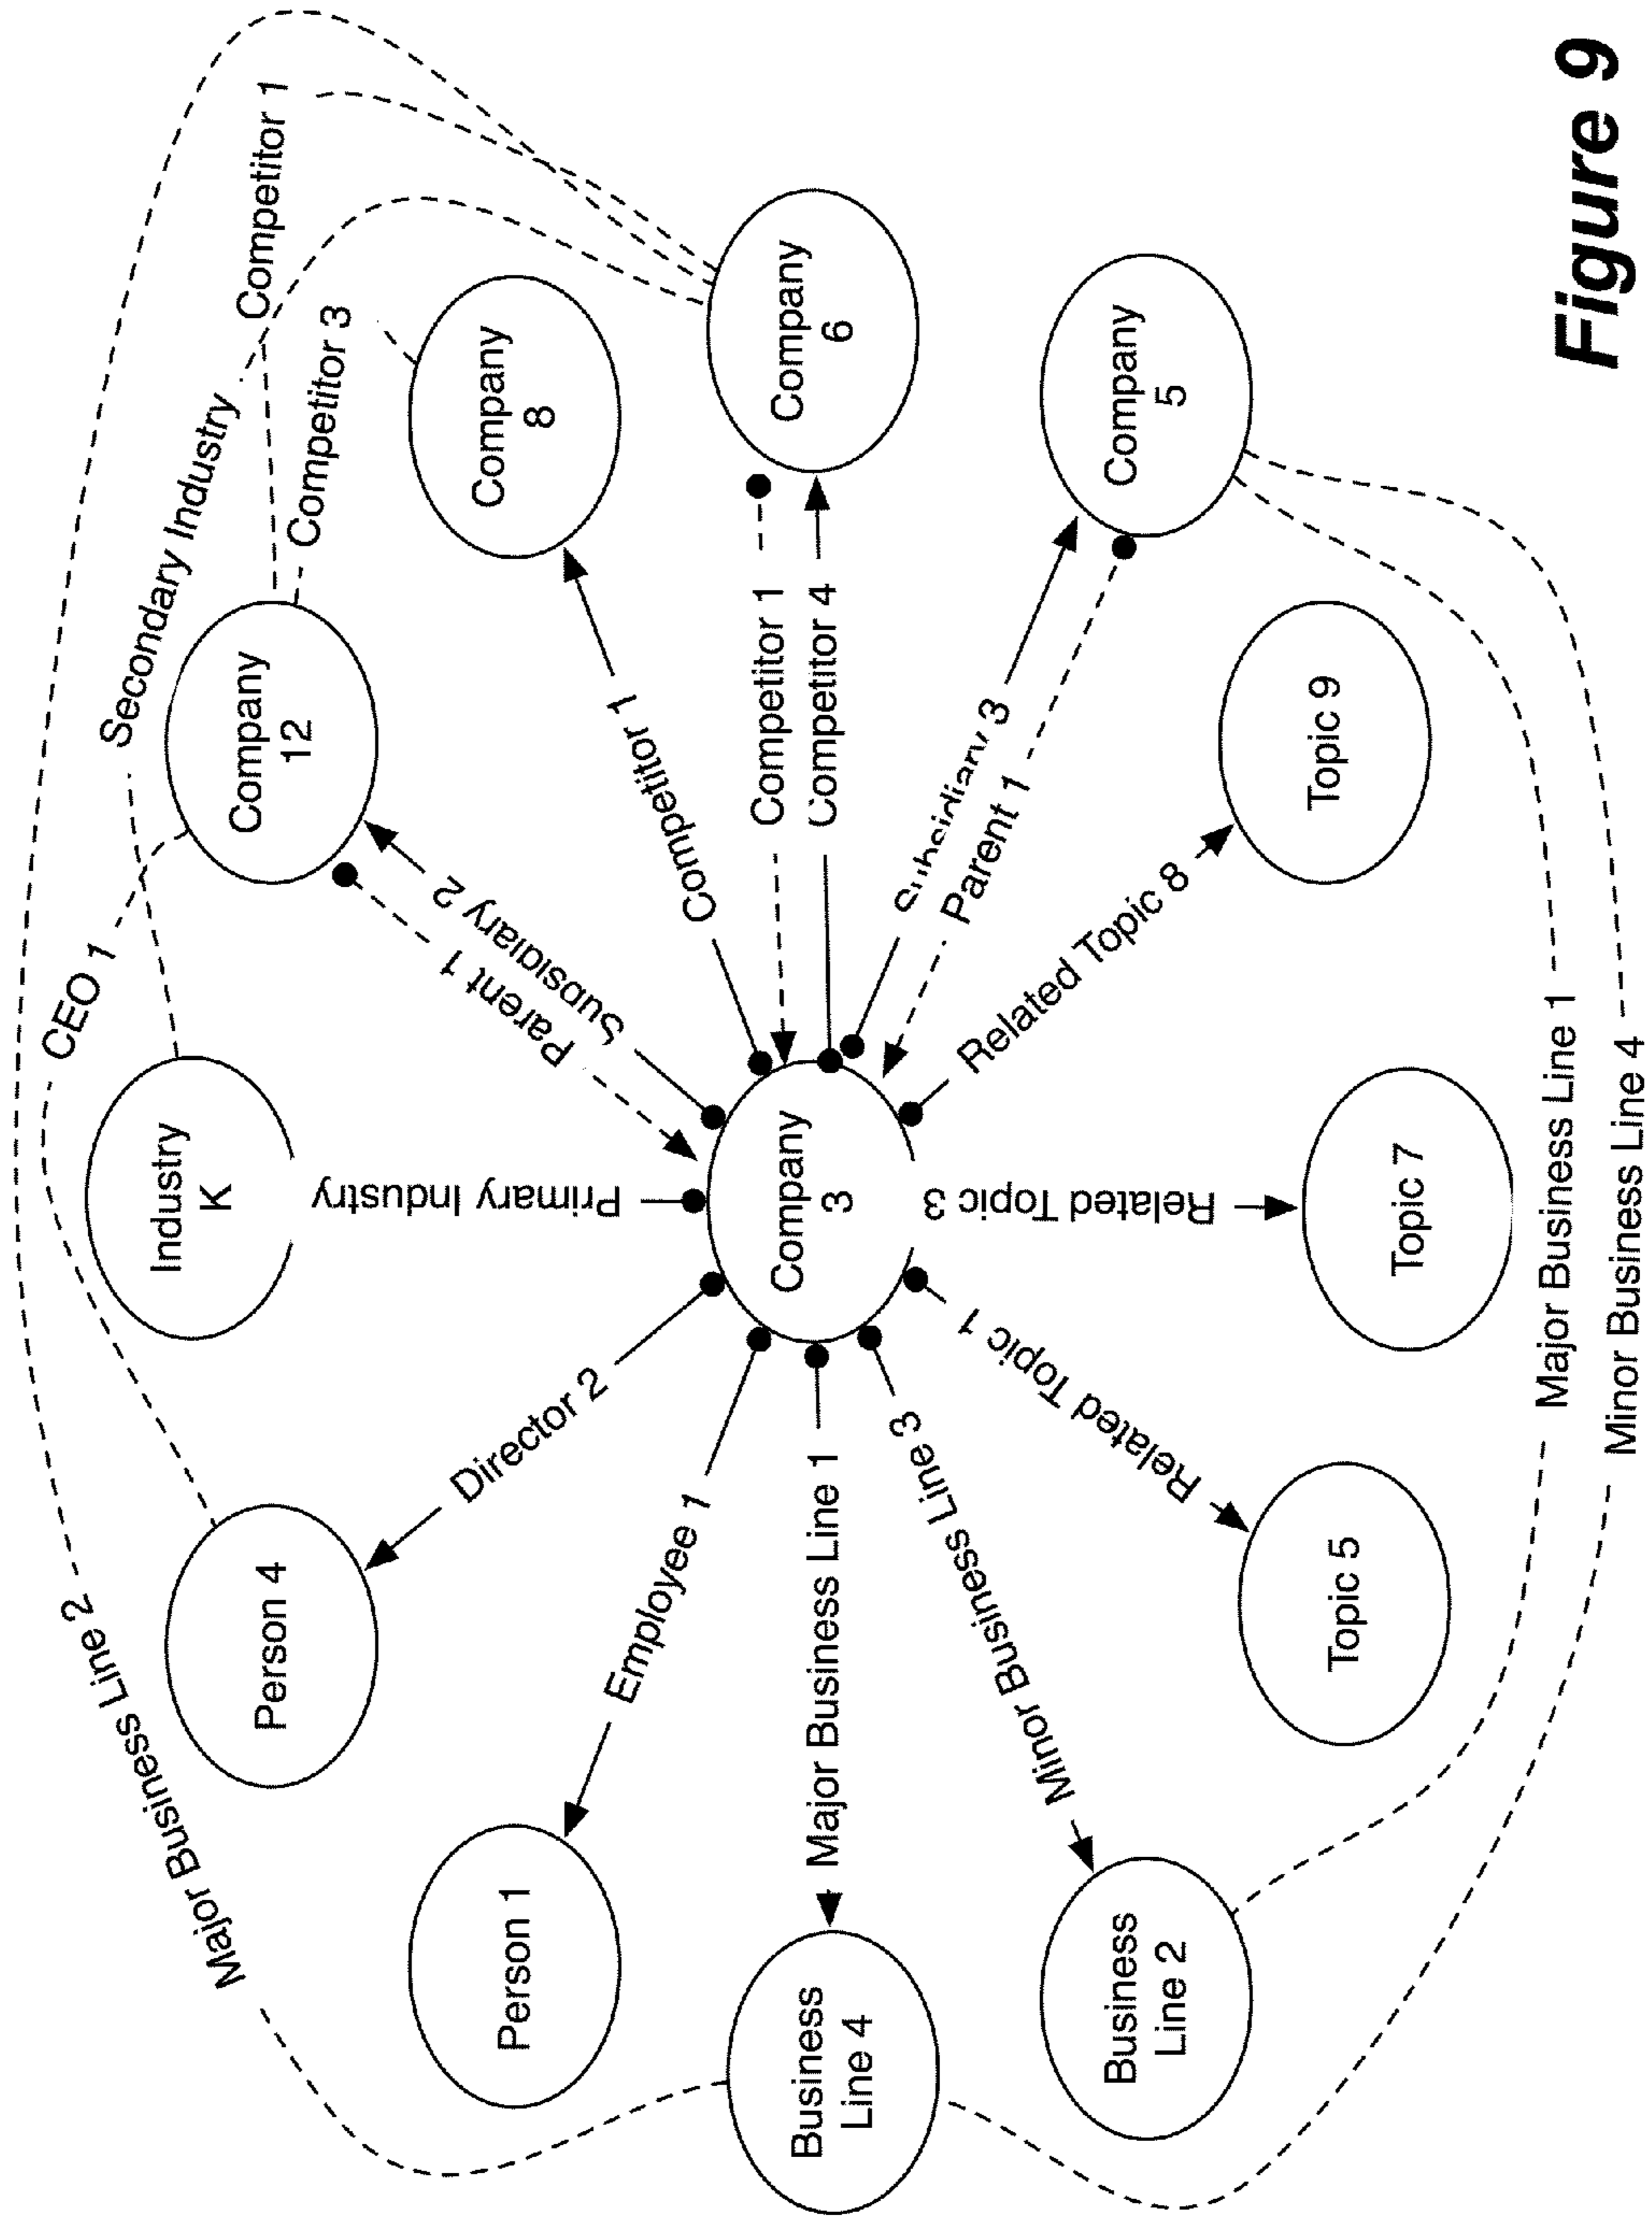 Major Business Line 2
CEO 1
Secondary Industry
Competitor 1
Competitor 3
Person 4
Industry
K
Company
12
Company
8
Person 1
Director 2
Primary Industry
Parent 1
Subsidiary 2
Competitor 1
Employee 1
Business
Line 4
Major Business Line 1
Company
3
Competitor 1
Competitor 4
Company
6
Minor Business Line 3
Related Topic 1
Related Topic 3
Related Topic 8
Subsidiary 3
Parent 1
Business
Line 2
Topic 5
Topic 7
Topic 9
Company
5
Major Business Line 1
Minor Business Line 4
Figure 9